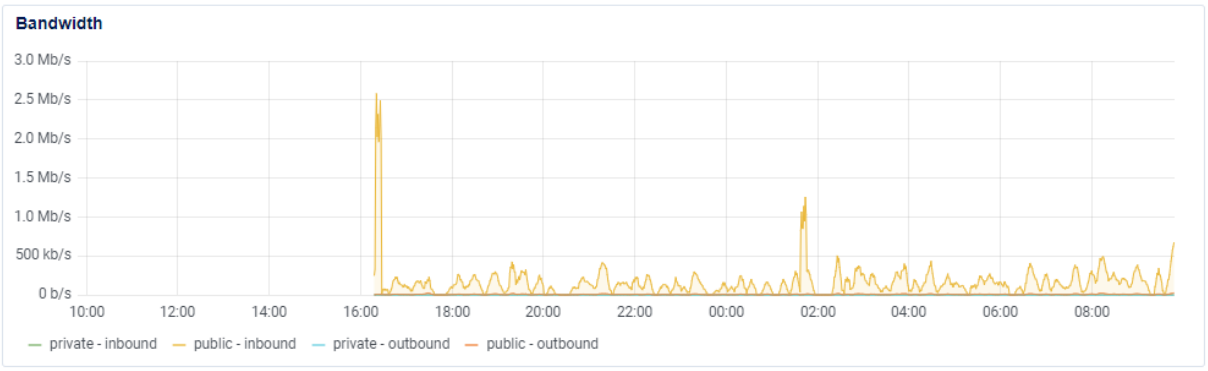 Bandwidth
3.0 Mb/s
2.5 Mb/s
2.0 Mb/s
1.5 Mb/s
1.0 Mb/s
500 kb/s
0 b/s
10:00 12:00 14:00 16:00 18:00 20:00 22:00 00:00 02:00 04:00 06:00 08:00
private - inbound public - inbound private - outbound public - outbound